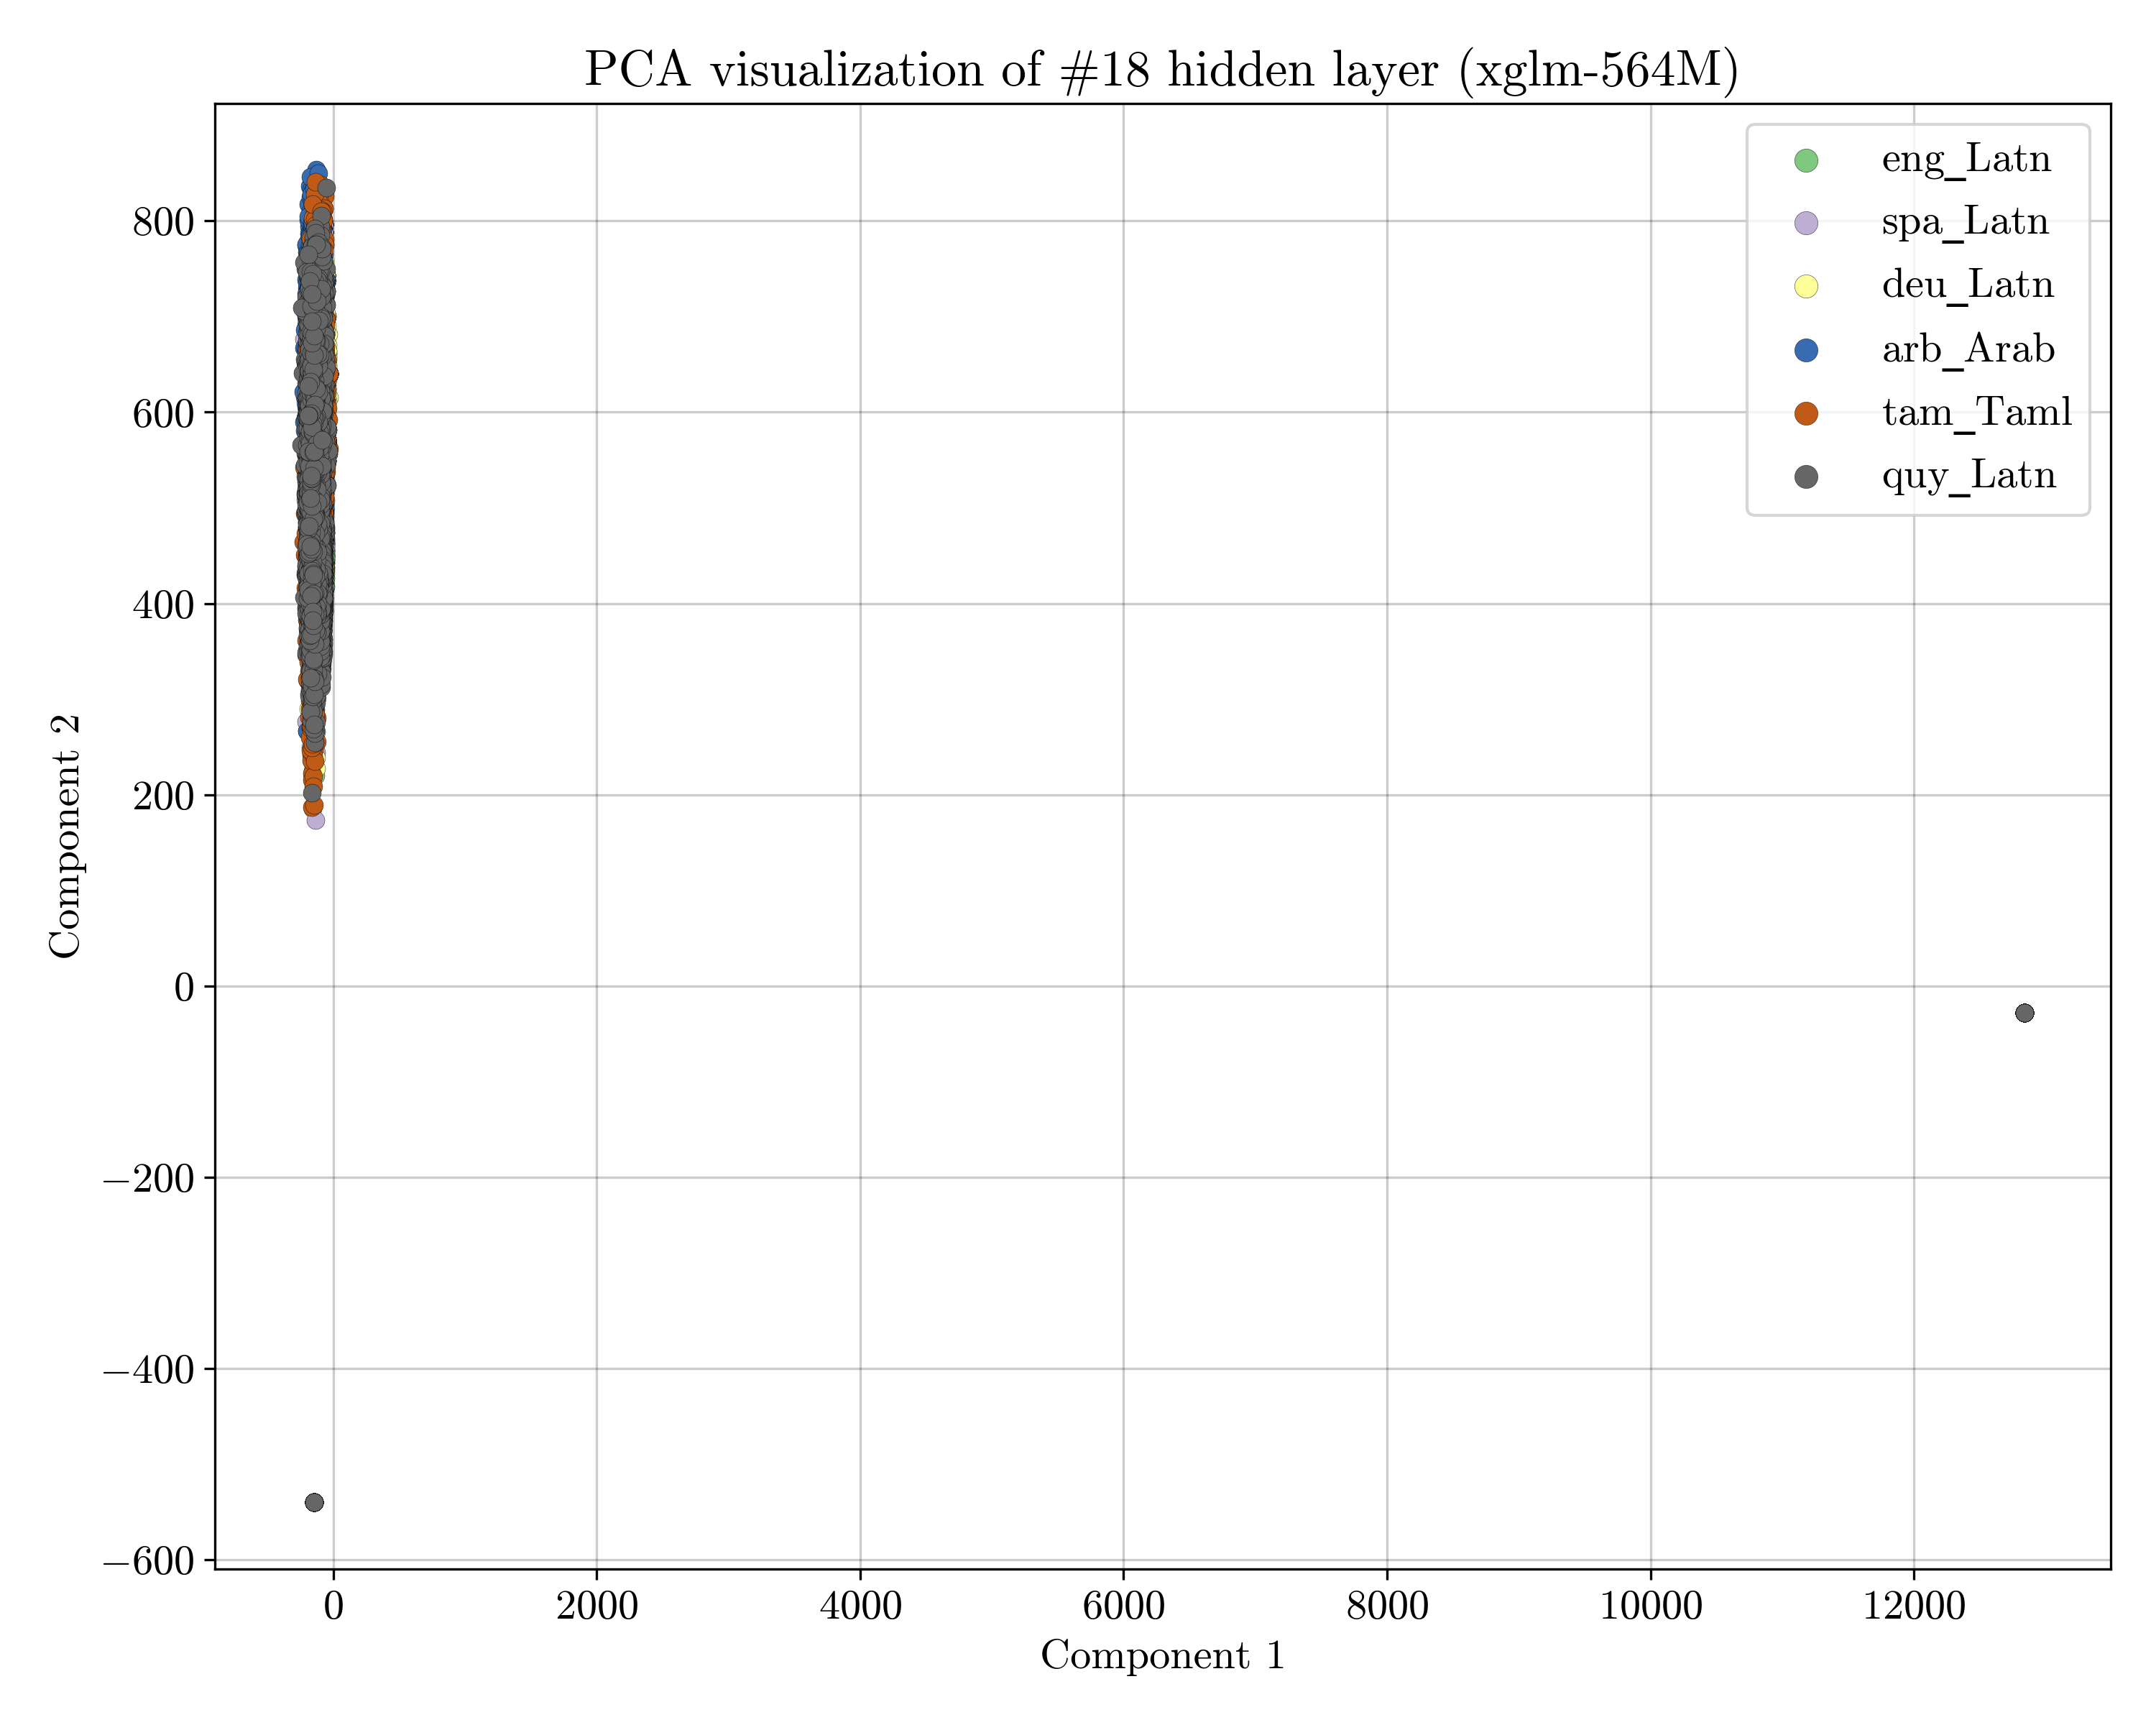 PCA visualization of #18 hidden layer (xglm-564M)
eng_Latn
spa_Latn
deu_Latn
arb_Arab
tam_Taml
quy_Latn
Component 2
800
600
400
200
0
−200
−400
−600
0 2000 4000 6000 8000 10000 12000
Component 1